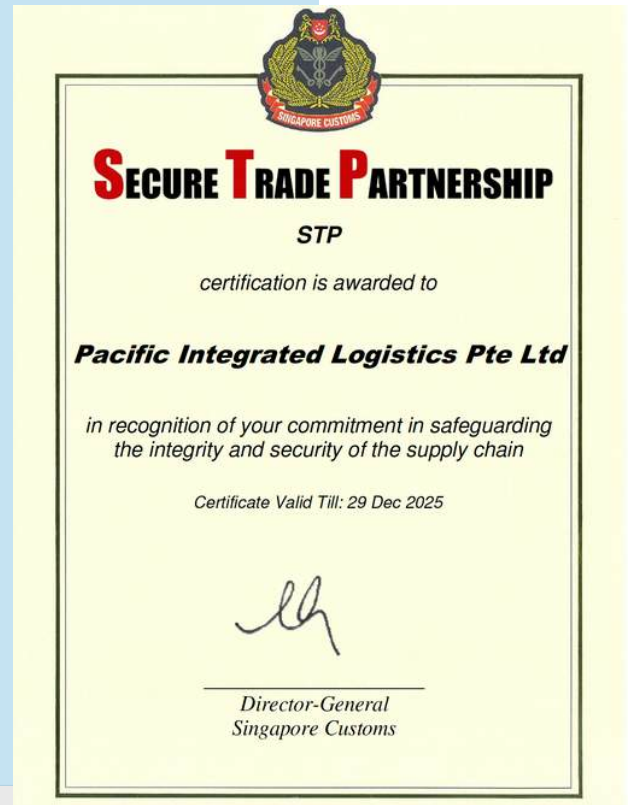 SINGAPORE CUSTOMS
SECURE TRADE PARTNERSHIP
STP
certification is awarded to
Pacific Integrated Logistics Pte Ltd
in recognition of your commitment in safeguarding
the integrity and security of the supply chain
Certificate Valid Till: 29 Dec 2025
Director-General
Singapore Customs